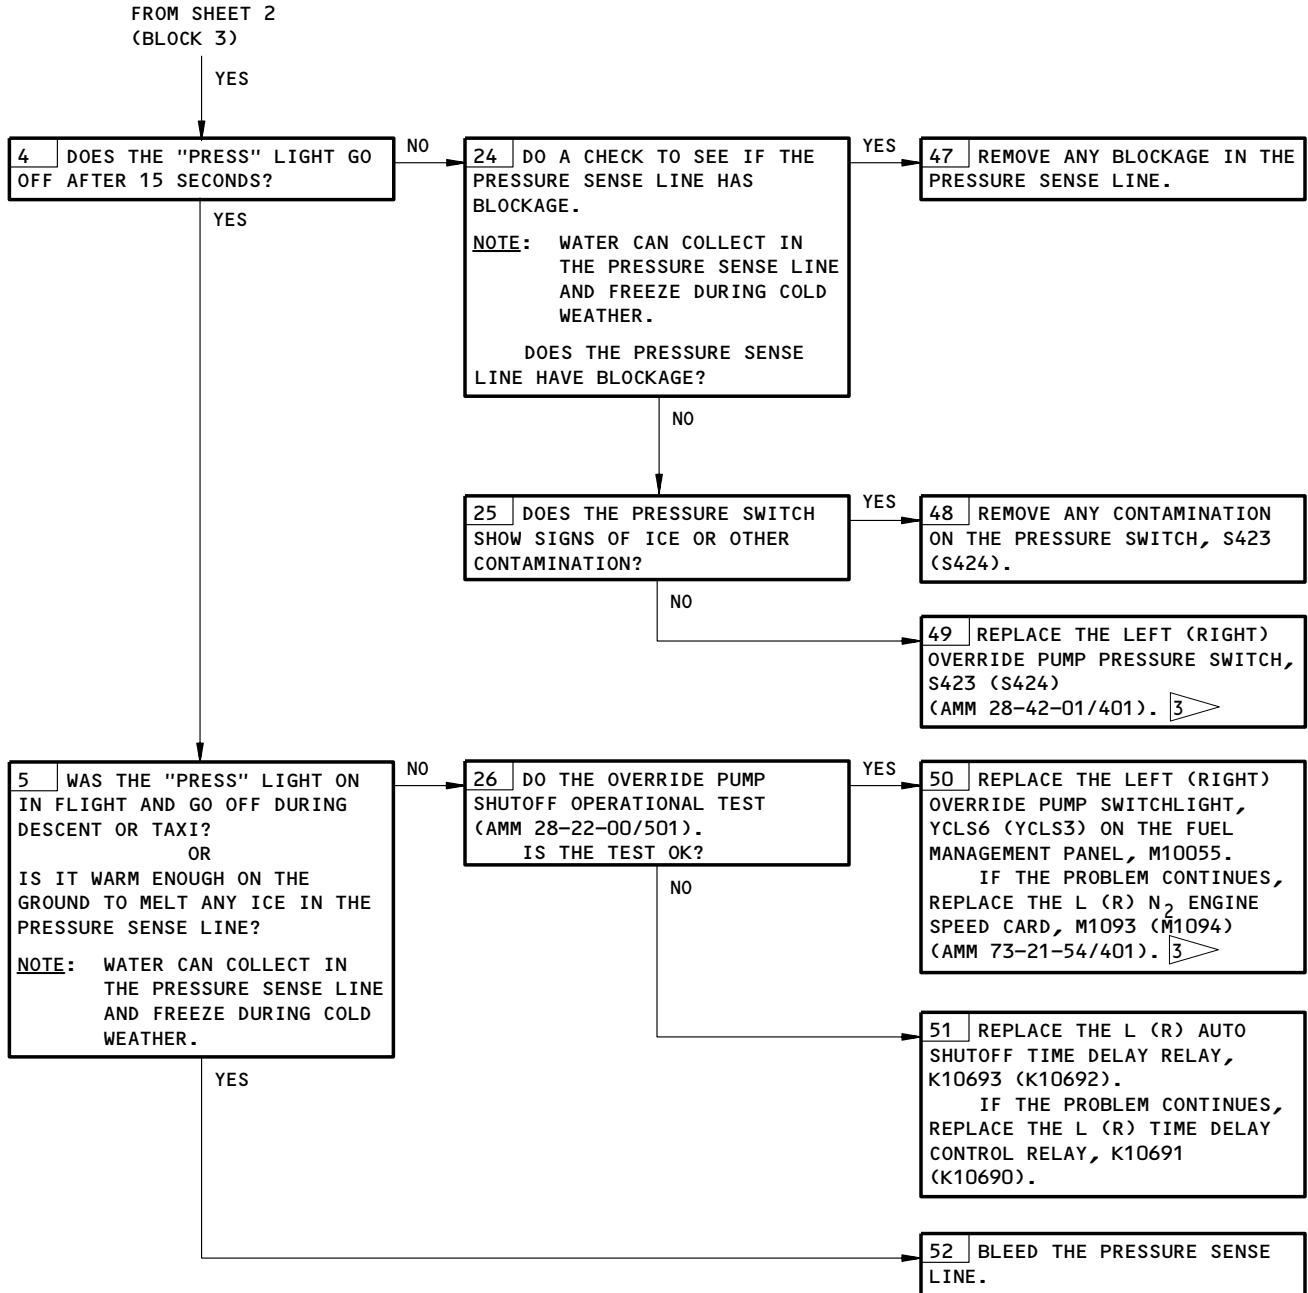 FROM SHEET 2
(BLOCK 3)
YES
4 DOES THE "PRESS" LIGHT GO
OFF AFTER 15 SECONDS?
NO
YES
24 DO A CHECK TO SEE IF THE
PRESSURE SENSE LINE HAS
BLOCKAGE.
NOTE: WATER CAN COLLECT IN
THE PRESSURE SENSE LINE
AND FREEZE DURING COLD
WEATHER.
DOES THE PRESSURE SENSE
LINE HAVE BLOCKAGE?
YES
NO
47 REMOVE ANY BLOCKAGE IN THE
PRESSURE SENSE LINE.
25 DOES THE PRESSURE SWITCH
SHOW SIGNS OF ICE OR OTHER
CONTAMINATION?
YES
NO
48 REMOVE ANY CONTAMINATION
ON THE PRESSURE SWITCH, S423
(S424).
49 REPLACE THE LEFT (RIGHT)
OVERRIDE PUMP PRESSURE SWITCH,
S423 (S424)
(AMM 28-42-01/401). 3
5 WAS THE "PRESS" LIGHT ON
IN FLIGHT AND GO OFF DURING
DESCENT OR TAXI?
OR
IS IT WARM ENOUGH ON THE
GROUND TO MELT ANY ICE IN THE
PRESSURE SENSE LINE?
NOTE: WATER CAN COLLECT IN
THE PRESSURE SENSE LINE
AND FREEZE DURING COLD
WEATHER.
NO
YES
26 DO THE OVERRIDE PUMP
SHUTOFF OPERATIONAL TEST
(AMM 28-22-00/501).
IS THE TEST OK?
YES
NO
50 REPLACE THE LEFT (RIGHT)
OVERRIDE PUMP SWITCHLIGHT,
YCLS6 (YCLS3) ON THE FUEL
MANAGEMENT PANEL, M10055.
IF THE PROBLEM CONTINUES,
REPLACE THE L (R) N2 ENGINE
SPEED CARD, M1093 (M1094)
(AMM 73-21-54/401). 3
51 REPLACE THE L (R) AUTO
SHUTOFF TIME DELAY RELAY,
K10693 (K10692).
IF THE PROBLEM CONTINUES,
REPLACE THE L (R) TIME DELAY
CONTROL RELAY, K10691
(K10690).
52 BLEED THE PRESSURE SENSE
LINE.